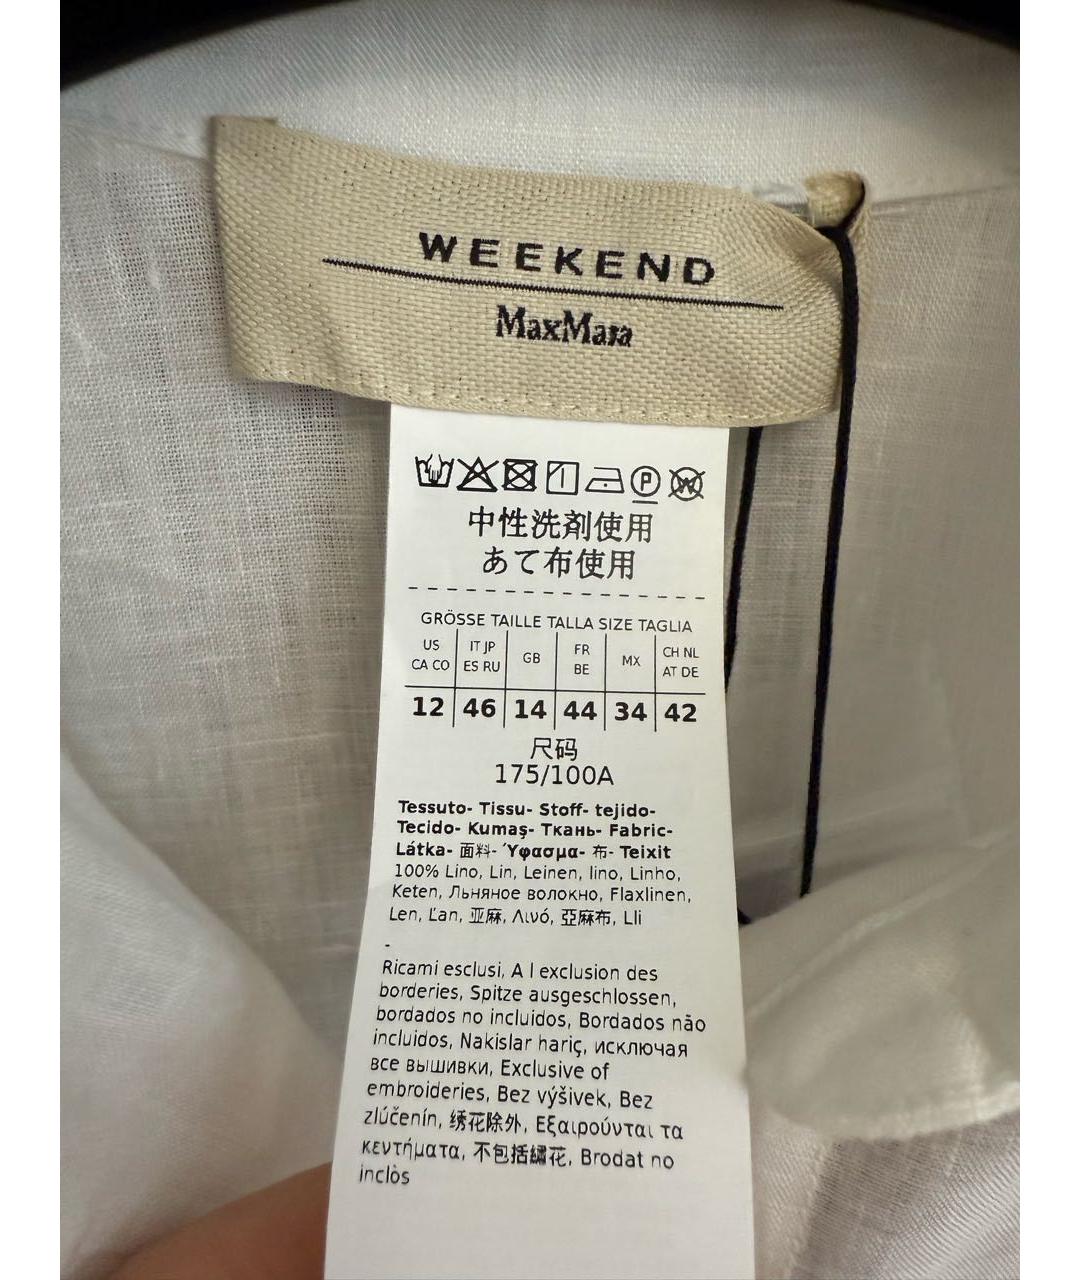 WEEKEND
MaxMara
中性洗剤使用
あて布使用
GRÖSSE TAILLE TALLA SIZE TAGLIA
US CA CO | IT JP ES RU | GB | FR BE | MX | CH NL AT DE
12 | 46 | 14 | 44 | 34 | 42
尺码
175/100A
Tessuto- Tissu- Stoff- tejido-
Tecido- Kumaş- Ткань- Fabric-
Látka- 面料- Ύφασμα- 布- Teixit
100% Lino, Lin, Leinen, lino, Linho,
Keten, Льняное волокно, Flaxlinen,
Len, Ľan, 亚麻, Λινό, 亞麻布, Lli
-
Ricami esclusi, A l exclusion des
borderies, Spitze ausgeschlossen,
bordados no incluidos, Bordados não
incluidos, Nakislar hariç, исключая
все вышивки, Exclusive of
embroideries, Bez výšivek, Bez
zlúčenín, 绣花除外, Εξαιρούνται τα
κεντήματα, 不包括繡花, Brodat no
inclòs